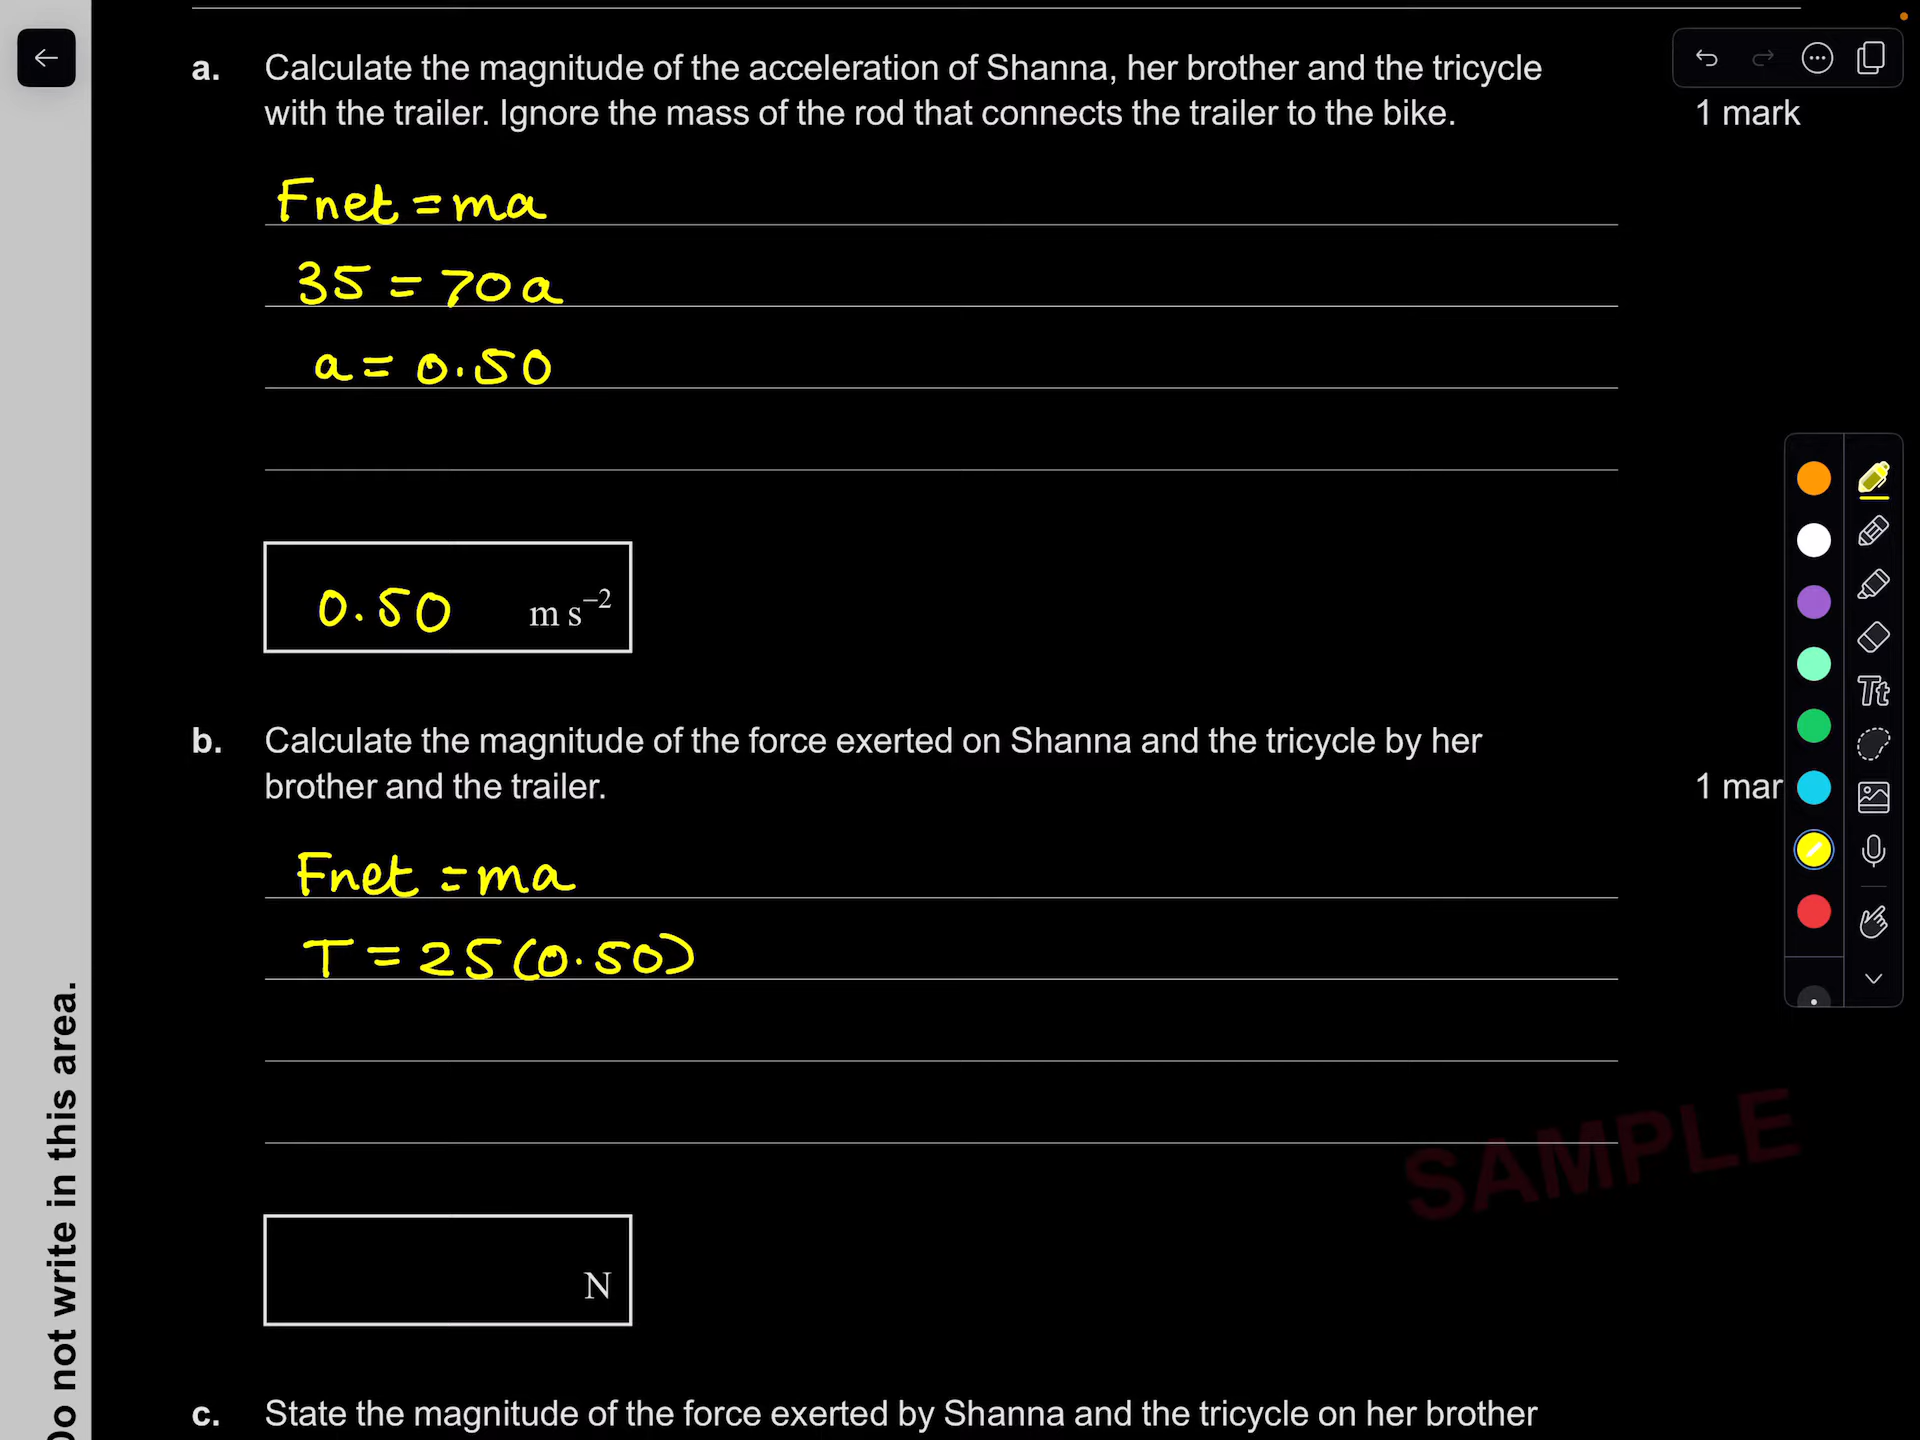 a. Calculate the magnitude of the acceleration of Shanna, her brother and the tricycle
with the trailer. Ignore the mass of the rod that connects the trailer to the bike. 1 mark
Fnet = ma
35 = 70a
a = 0.50
0.50 m s⁻²
b. Calculate the magnitude of the force exerted on Shanna and the tricycle by her
brother and the trailer. 1 mar
Fnet = ma
T = 25(0.50)
N
c. State the magnitude of the force exerted by Shanna and the tricycle on her brother
Do not write in this area.
SAMPLE
Tt